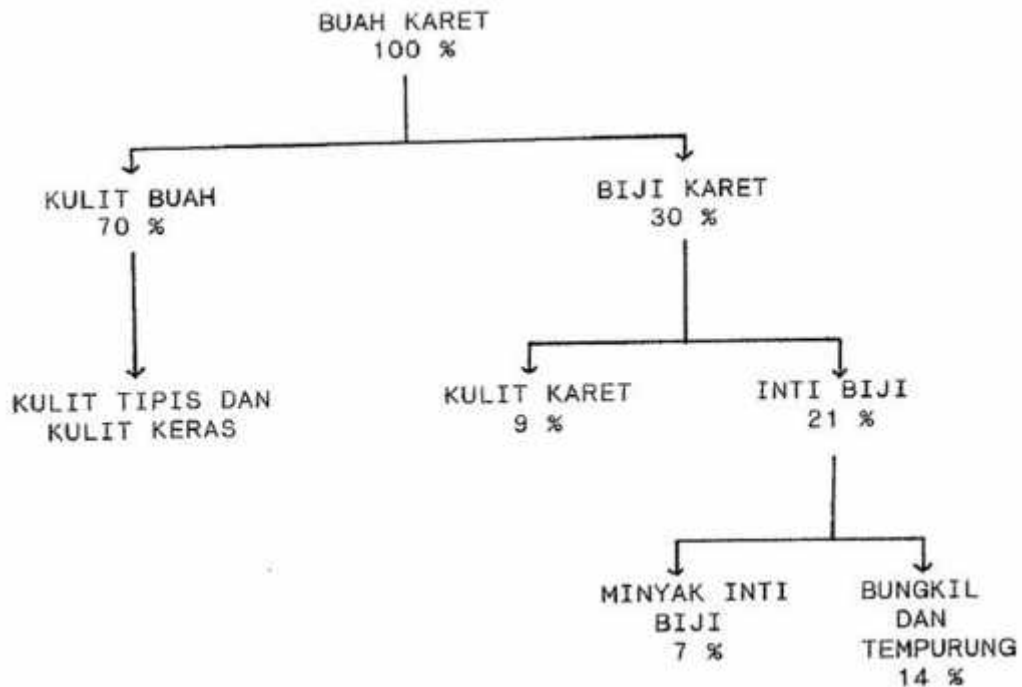 BUAH KARET
100 %
KULIT BUAH
70 %
BIJI KARET
30 %
KULIT TIPIS DAN
KULIT KERAS
KULIT KARET
9 %
INTI BIJI
21 %
MINYAK INTI
BIJI
7 %
BUNGKIL
DAN
TEMPURUNG
14 %